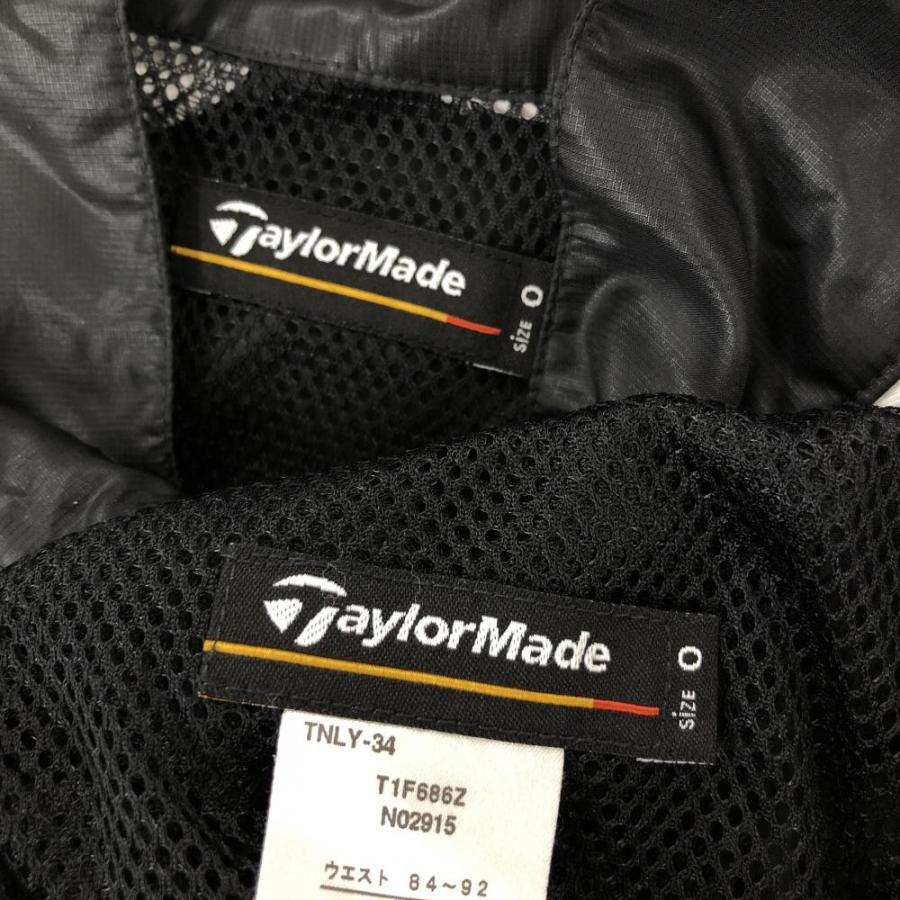 TaylorMade
SIZE O
TaylorMade
SIZE O
TNLY-34
T1F686Z
N02915
ウエスト 84～92